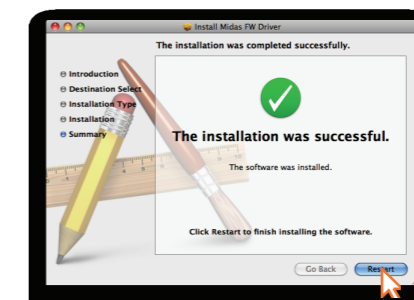 Install Midas FW Driver
The installation was completed successfully.
Introduction
Destination Select
Installation Type
Installation
Summary
The installation was successful.
The software was installed.
Click Restart to finish installing the software.
Go Back
Restart